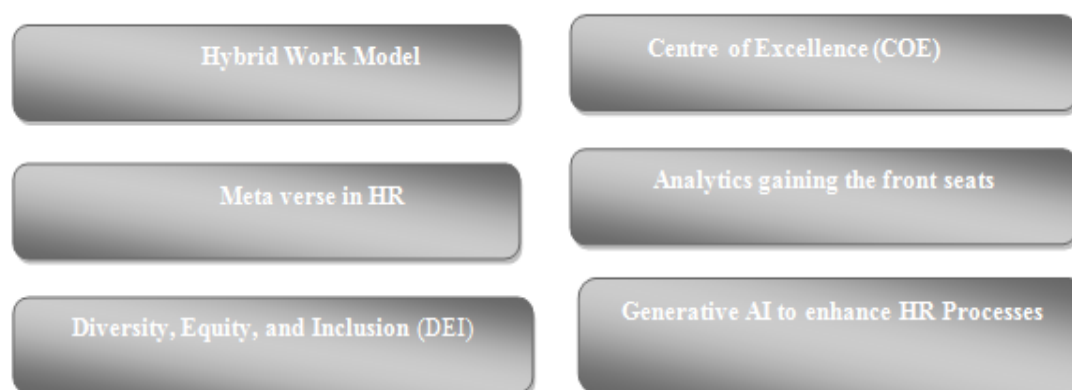 Hybrid Work Model
Centre of Excellence (COE)
Meta verse in HR
Analytics gaining the front seats
Diversity, Equity, and Inclusion (DEI)
Generative AI to enhance HR Processes